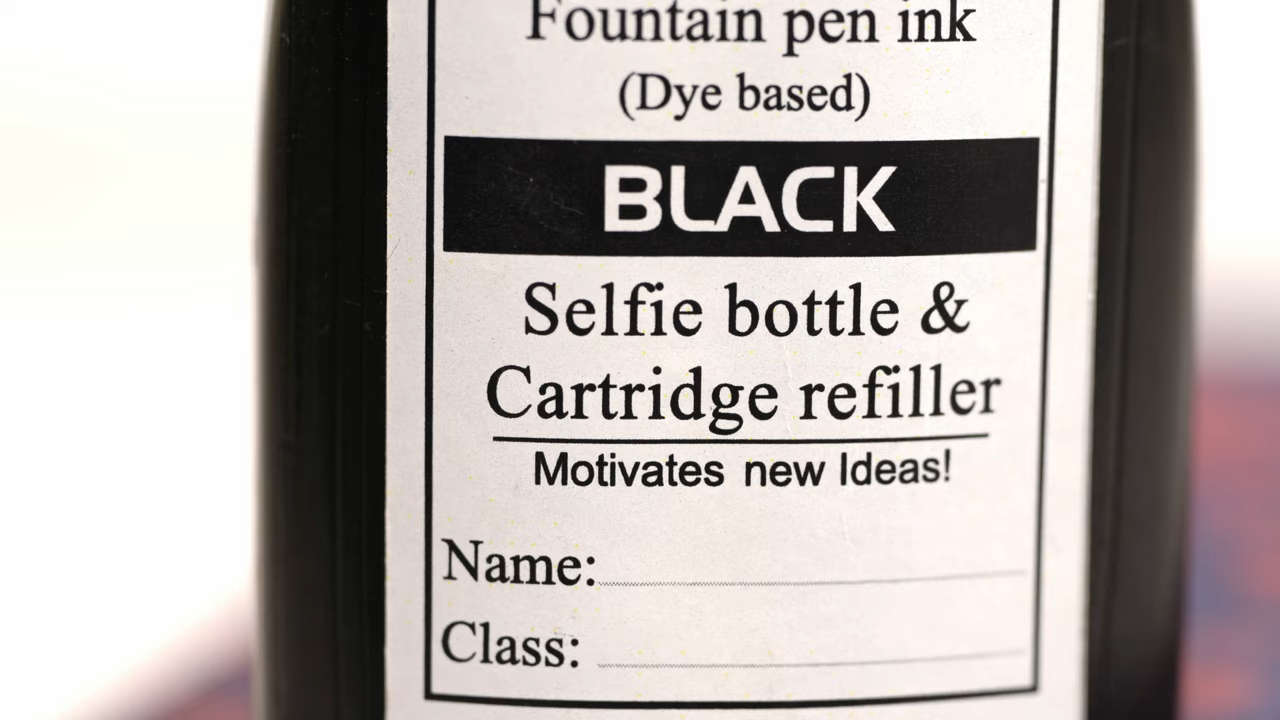 Fountain pen ink
(Dye based)
BLACK
Selfie bottle &
Cartridge refiller
Motivates new Ideas!
Name:
Class: